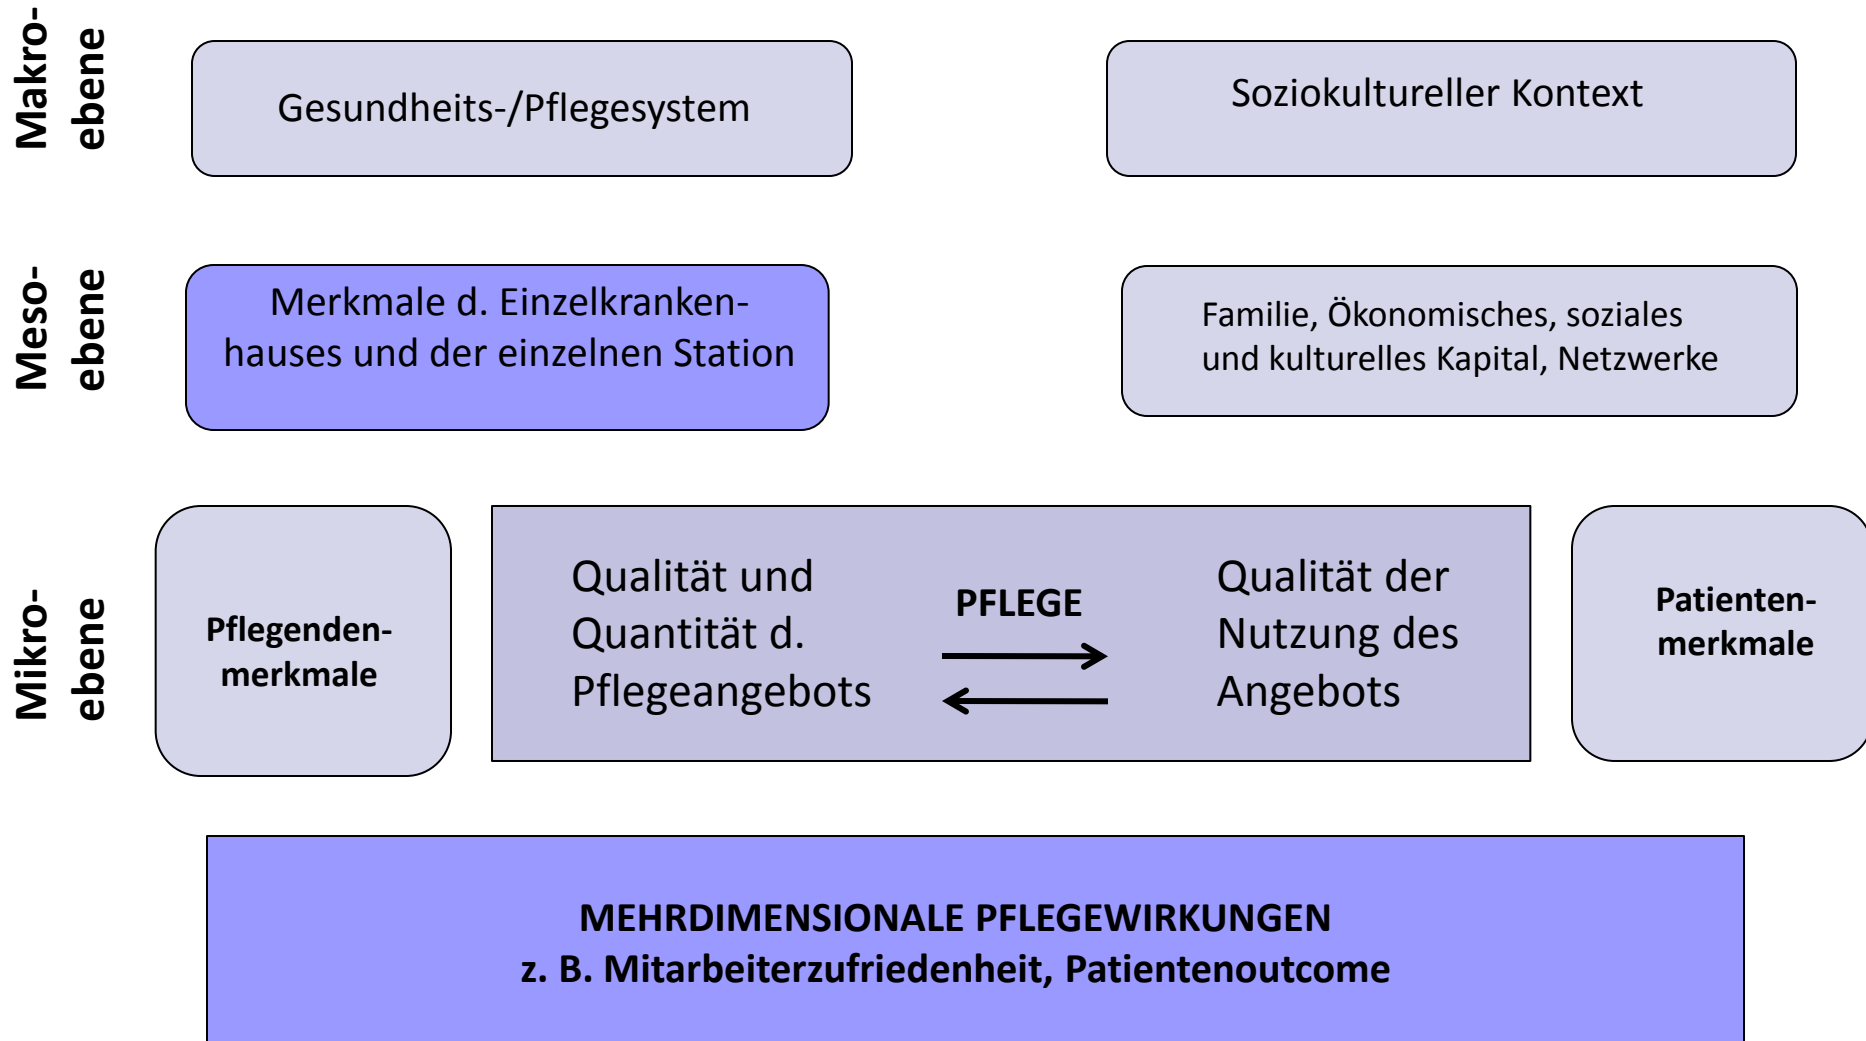 Makro-
ebene
Gesundheits-/Pflegesystem
Soziokultureller Kontext
Meso-
ebene
Merkmale d. Einzelkranken-
hauses und der einzelnen Station
Familie, Ökonomisches, soziales
und kulturelles Kapital, Netzwerke
Mikro-
ebene
Pflegenden-
merkmale
Qualität und
Quantität d.
Pflegeangebots
PFLEGE
Qualität der
Nutzung des
Angebots
Patienten-
merkmale
MEHRDIMENSIONALE PFLEGEWIRKUNGEN
z. B. Mitarbeiterzufriedenheit, Patientenoutcome